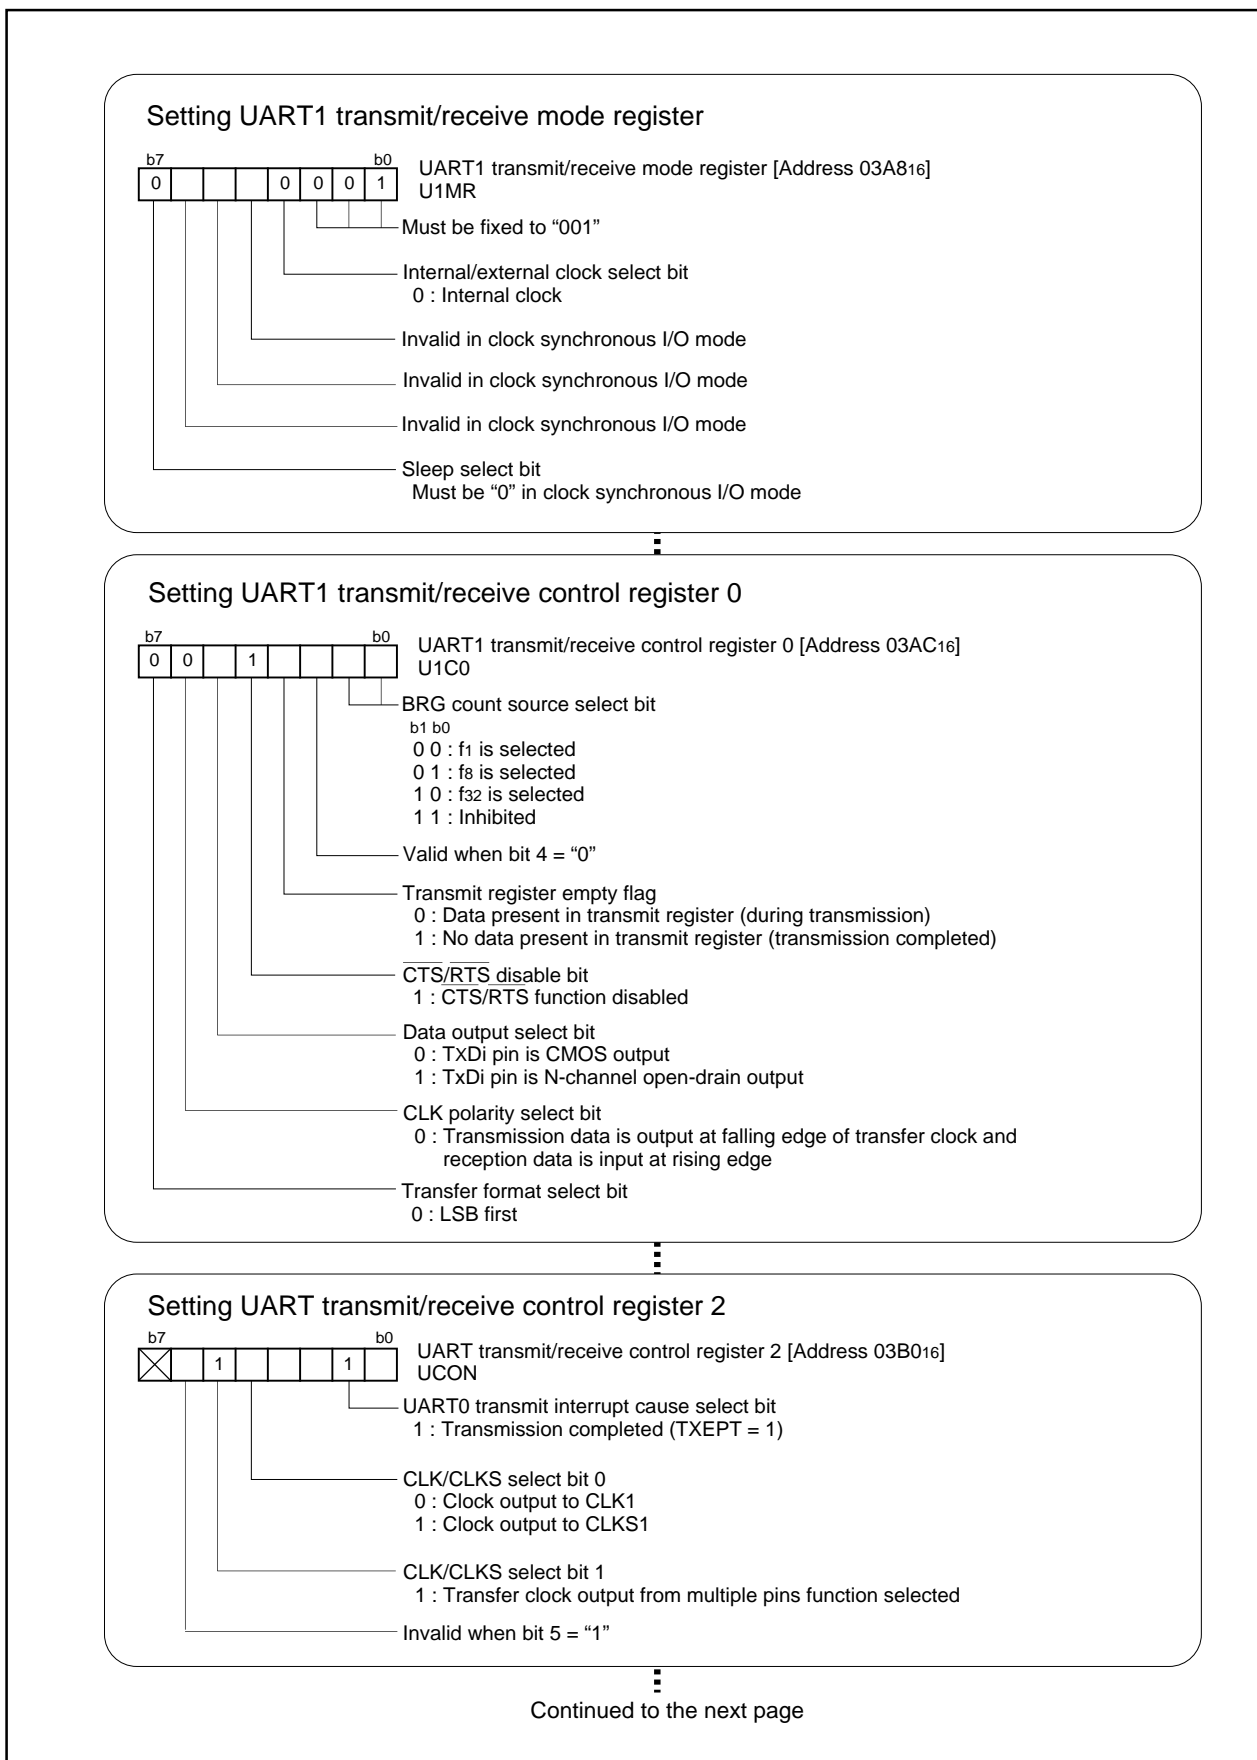 Setting UART1 transmit/receive mode register
b7 b0
0 0 0 0 1
UART1 transmit/receive mode register [Address 03A816]
U1MR
Must be fixed to “001”
Internal/external clock select bit
0 : Internal clock
Invalid in clock synchronous I/O mode
Invalid in clock synchronous I/O mode
Invalid in clock synchronous I/O mode
Sleep select bit
Must be “0” in clock synchronous I/O mode
Setting UART1 transmit/receive control register 0
b7 b0
0 0 1
UART1 transmit/receive control register 0 [Address 03AC16]
U1C0
BRG count source select bit
b1 b0
0 0 : f1 is selected
0 1 : f8 is selected
1 0 : f32 is selected
1 1 : Inhibited
Valid when bit 4 = “0”
Transmit register empty flag
0 : Data present in transmit register (during transmission)
1 : No data present in transmit register (transmission completed)
CTS/RTS disable bit
1 : CTS/RTS function disabled
Data output select bit
0 : TXDi pin is CMOS output
1 : TxDi pin is N-channel open-drain output
CLK polarity select bit
0 : Transmission data is output at falling edge of transfer clock and
reception data is input at rising edge
Transfer format select bit
0 : LSB first
Setting UART transmit/receive control register 2
b7 b0
1 1
UART transmit/receive control register 2 [Address 03B016]
UCON
UART0 transmit interrupt cause select bit
1 : Transmission completed (TXEPT = 1)
CLK/CLKS select bit 0
0 : Clock output to CLK1
1 : Clock output to CLKS1
CLK/CLKS select bit 1
1 : Transfer clock output from multiple pins function selected
Invalid when bit 5 = “1”
Continued to the next page